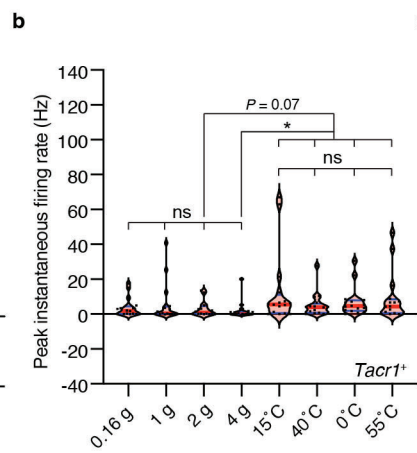 b
Peak instantaneous firing rate (Hz)
140
120
100
80
60
40
20
0
-20
-40
P = 0.07
*
ns
ns
Tacr1+
0.16 g
1 g
2 g
4 g
15°C
40°C
0°C
55°C